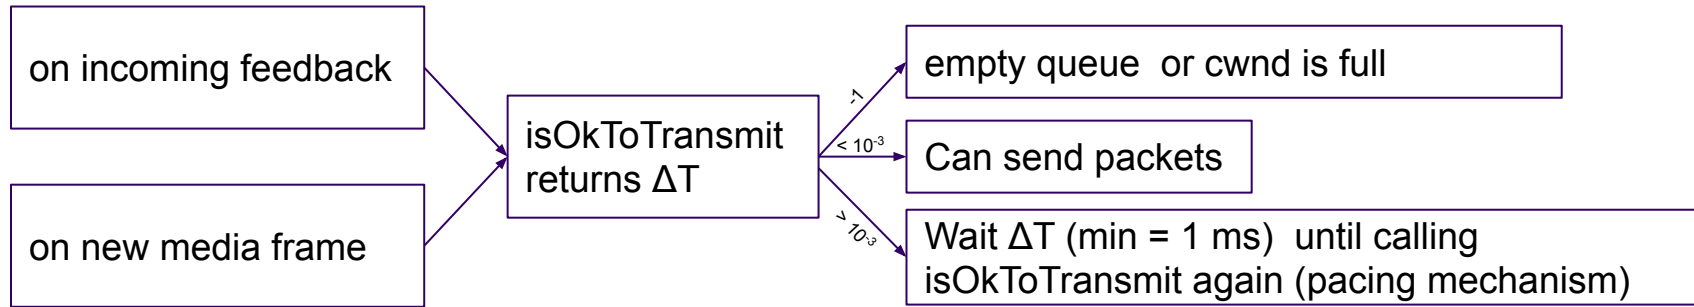 on incoming feedback
on new media frame
isOkToTransmit
returns ΔT
-1
< 10⁻³
> 10⁻³
empty queue or cwnd is full
Can send packets
Wait ΔT (min = 1 ms) until calling
isOkToTransmit again (pacing mechanism)